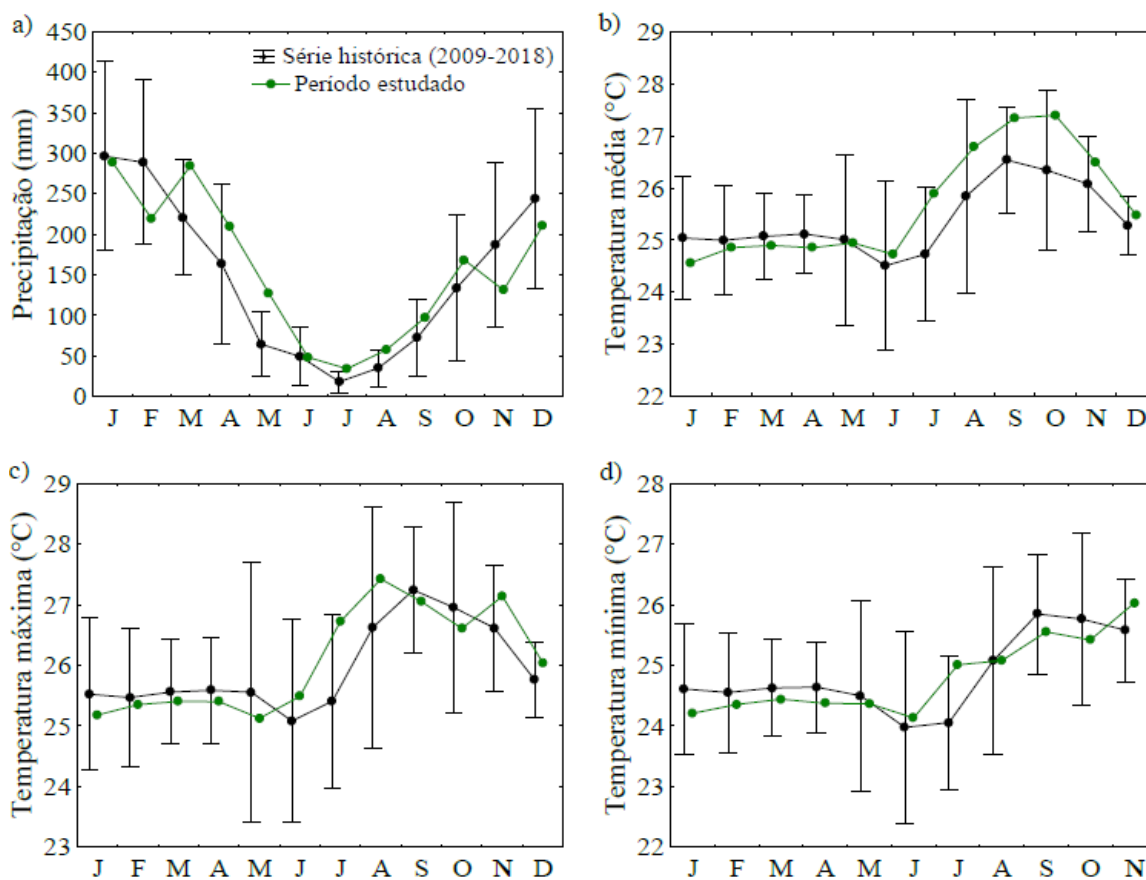 a)
Precipitação (mm)
450
400
350
300
250
200
150
100
50
0
Série histórica (2009-2018)
Período estudado
J F M A M J J A S O N D
b)
Temperatura média (°C)
29
28
27
26
25
24
23
22
J F M A M J J A S O N D
c)
Temperatura máxima (°C)
29
28
27
26
25
24
23
J F M A M J J A S O N D
d)
Temperatura mínima (°C)
28
27
26
25
24
23
22
J F M A M J J A S O N